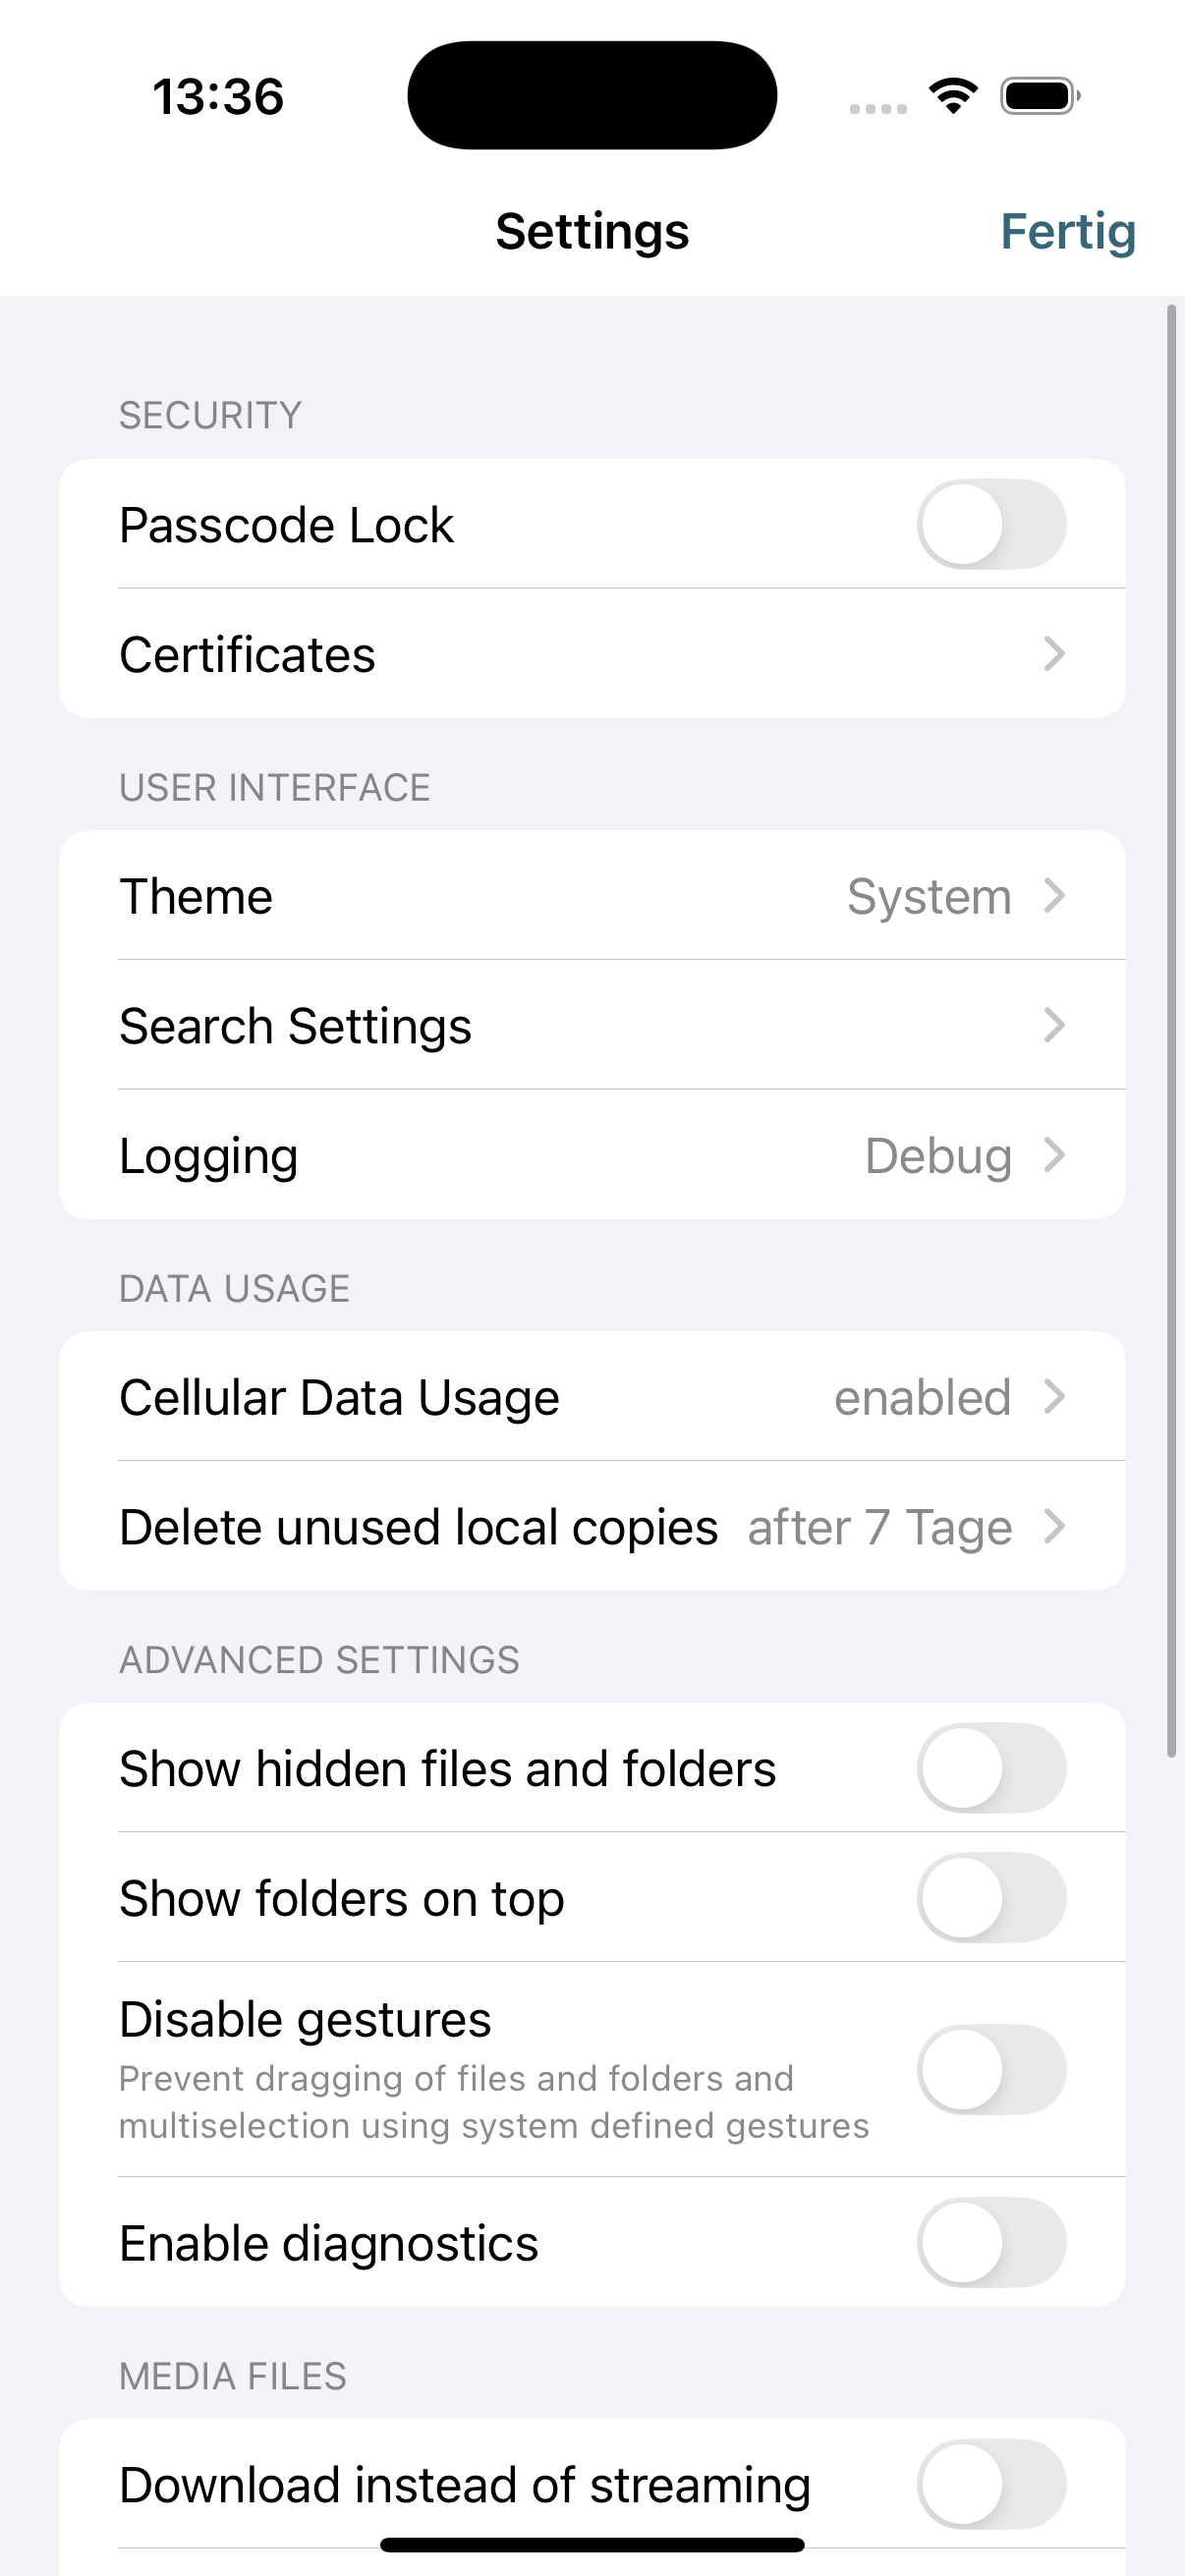 13:36
Settings
Fertig
SECURITY
Passcode Lock
Certificates
USER INTERFACE
Theme
System
Search Settings
Logging
Debug
DATA USAGE
Cellular Data Usage
enabled
Delete unused local copies
after 7 Tage
ADVANCED SETTINGS
Show hidden files and folders
Show folders on top
Disable gestures
Prevent dragging of files and folders and
multiselection using system defined gestures
Enable diagnostics
MEDIA FILES
Download instead of streaming